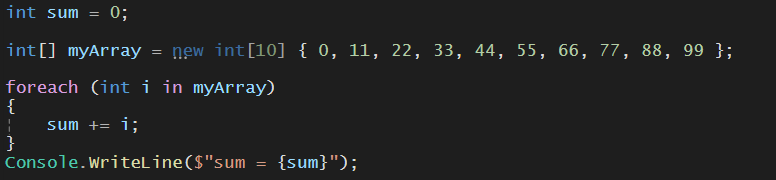 int sum = 0;
int[] myArray = new int[10] { 0, 11, 22, 33, 44, 55, 66, 77, 88, 99 };
foreach (int i in myArray)
{
    sum += i;
}
Console.WriteLine($"sum = {sum}");